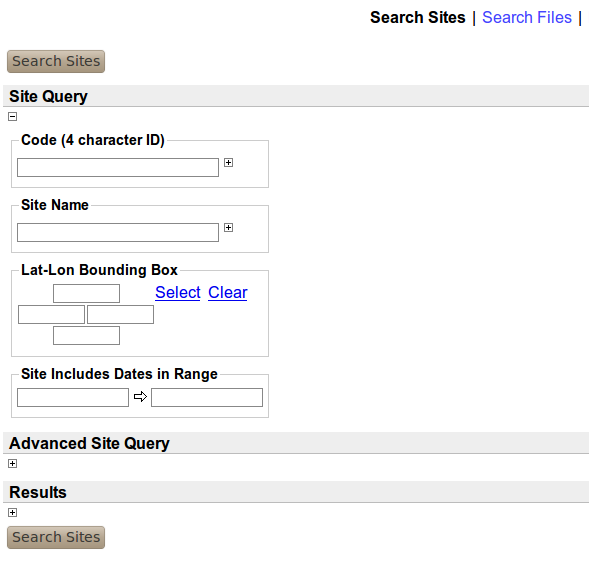 Search Sites | Search Files |
Search Sites
Site Query
Code (4 character ID)
Site Name
Lat-Lon Bounding Box
Select Clear
Site Includes Dates in Range
Advanced Site Query
Results
Search Sites